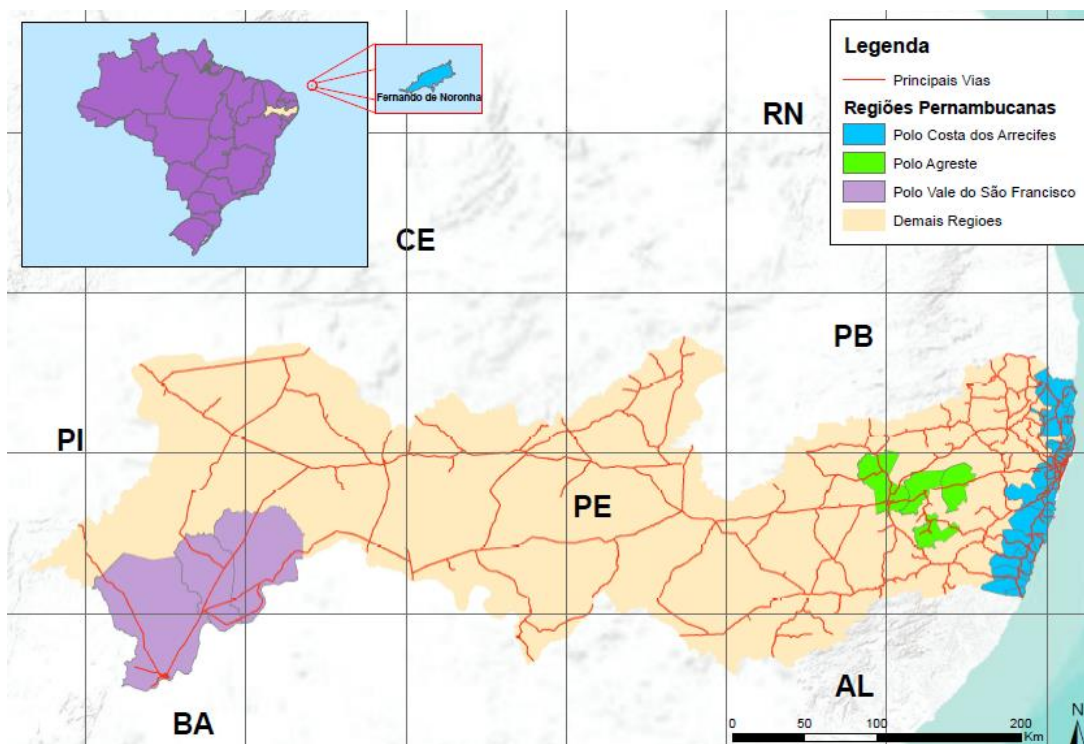 Fernando de Noronha
Legenda
Principais Vias
Regiões Pernambucanas
Polo Costa dos Arrecifes
Polo Agreste
Polo Vale do São Francisco
Demais Regioes
RN
CE
PB
PI
PE
AL
BA
N
0 50 100 200
Km